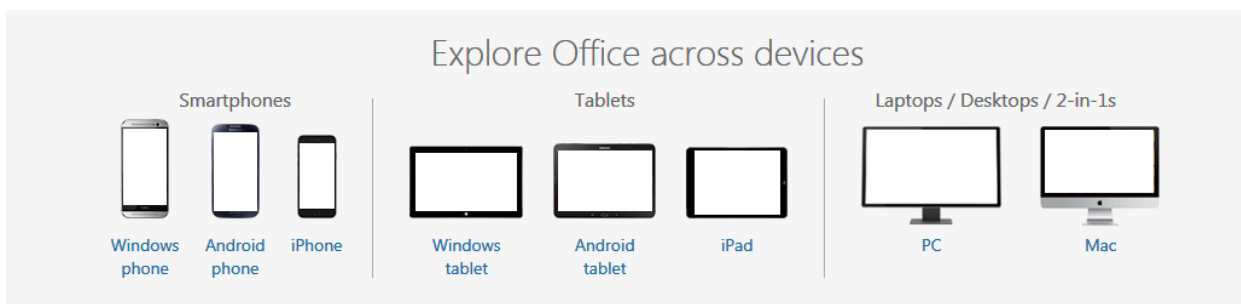 Explore Office across devices
Smartphones
Windows
phone
Android
phone
iPhone
Tablets
Windows
tablet
Android
tablet
iPad
Laptops / Desktops / 2-in-1s
PC
Mac